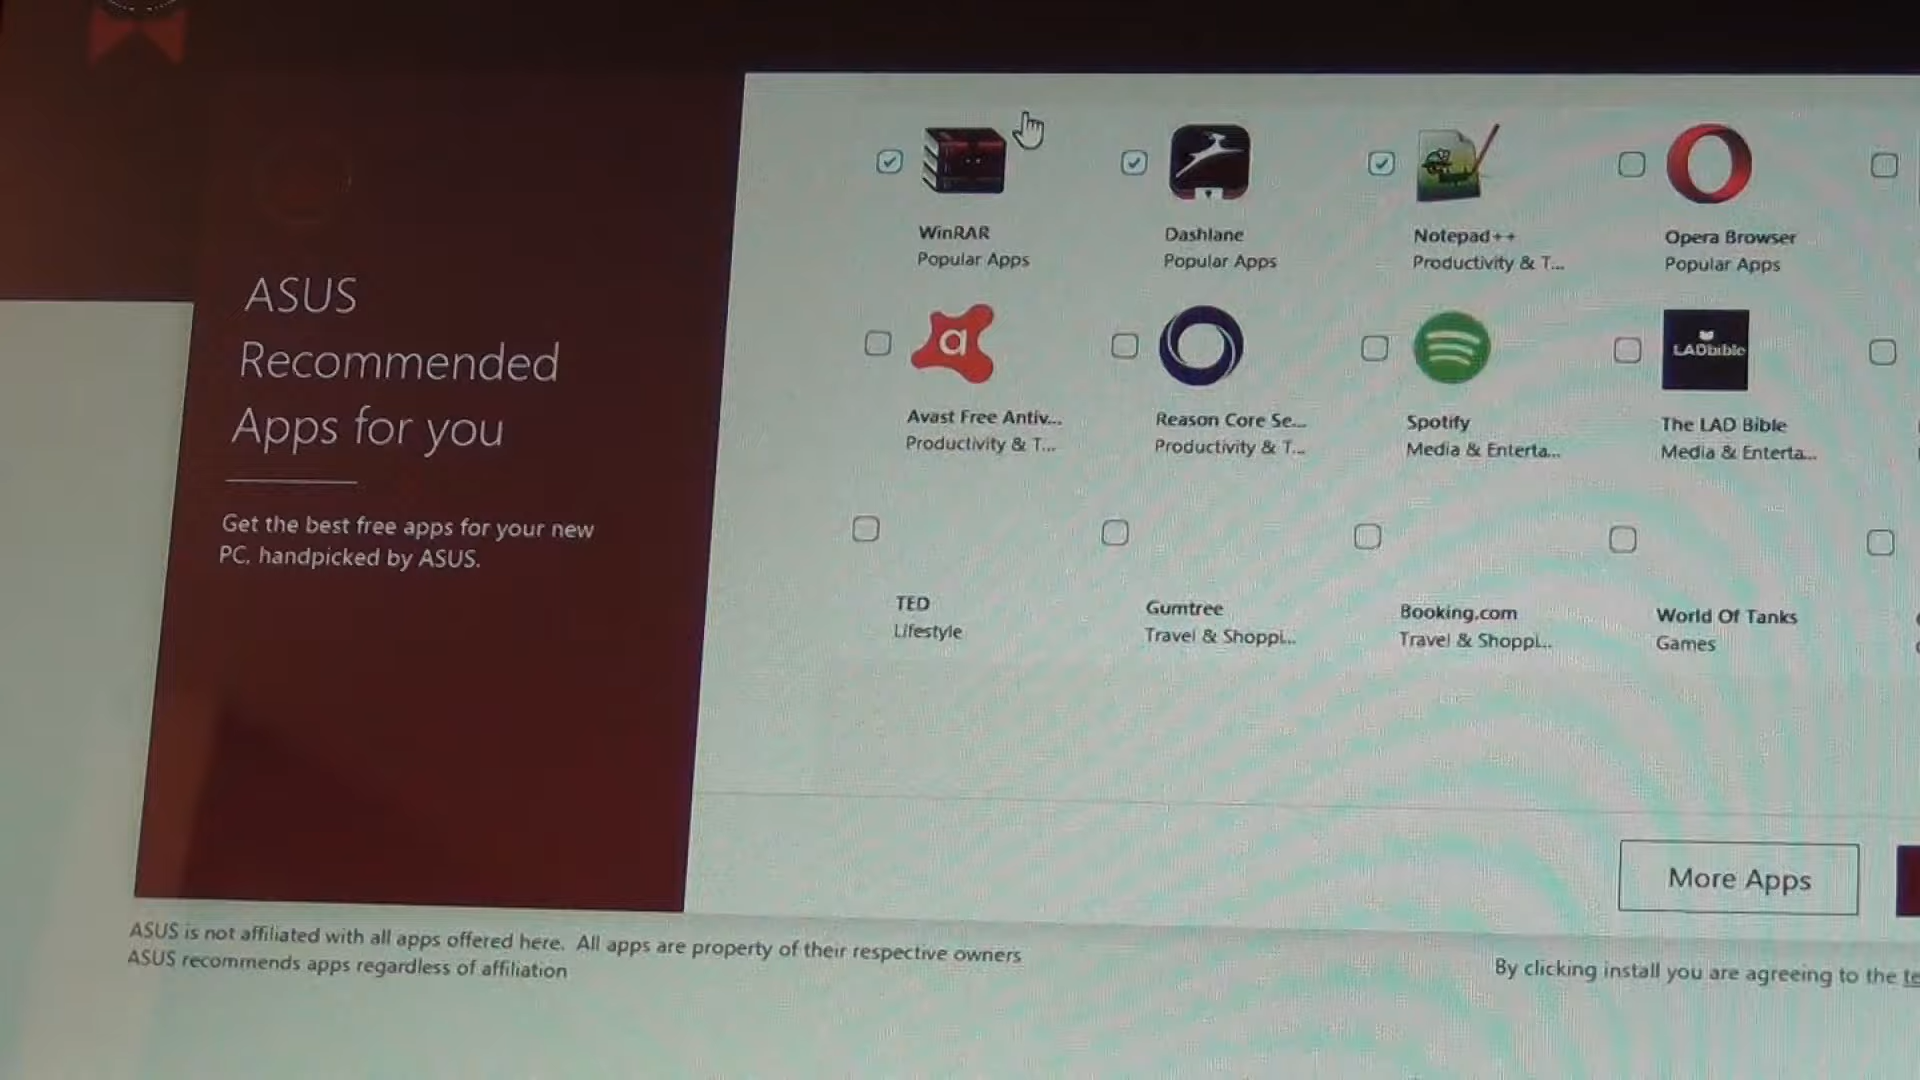 ASUS
Recommended
Apps for you
Get the best free apps for your new
PC, handpicked by ASUS.
WinRAR
Popular Apps
Dashlane
Popular Apps
Notepad++
Productivity & T...
Opera Browser
Popular Apps
Avast Free Antiv...
Productivity & T...
Reason Core Se...
Productivity & T...
Spotify
Media & Enterta...
LADbible
The LAD Bible
Media & Enterta...
TED
Lifestyle
Gumtree
Travel & Shoppi...
Booking.com
Travel & Shoppi...
World Of Tanks
Games
More Apps
ASUS is not affiliated with all apps offered here. All apps are property of their respective owners
ASUS recommends apps regardless of affiliation
By clicking install you are agreeing to the